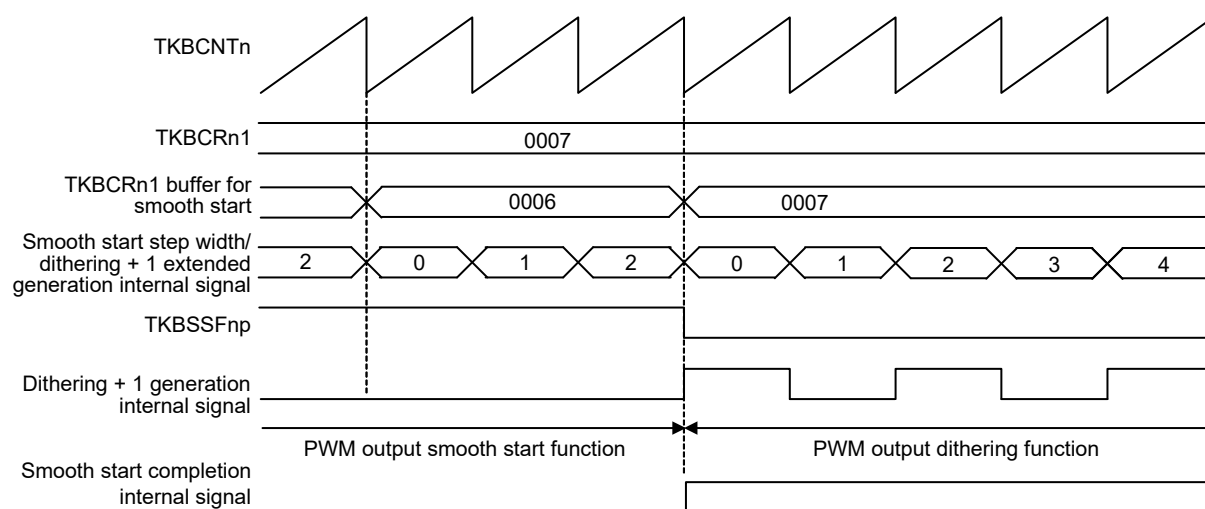 TKBCNTn
TKBCRn1
0007
TKBCRn1 buffer for
smooth start
0006
0007
Smooth start step width/
dithering + 1 extended
generation internal signal
2 0 1 2 0 1 2 3 4
TKBSSFnp
Dithering + 1 generation
internal signal
PWM output smooth start function PWM output dithering function
Smooth start completion
internal signal